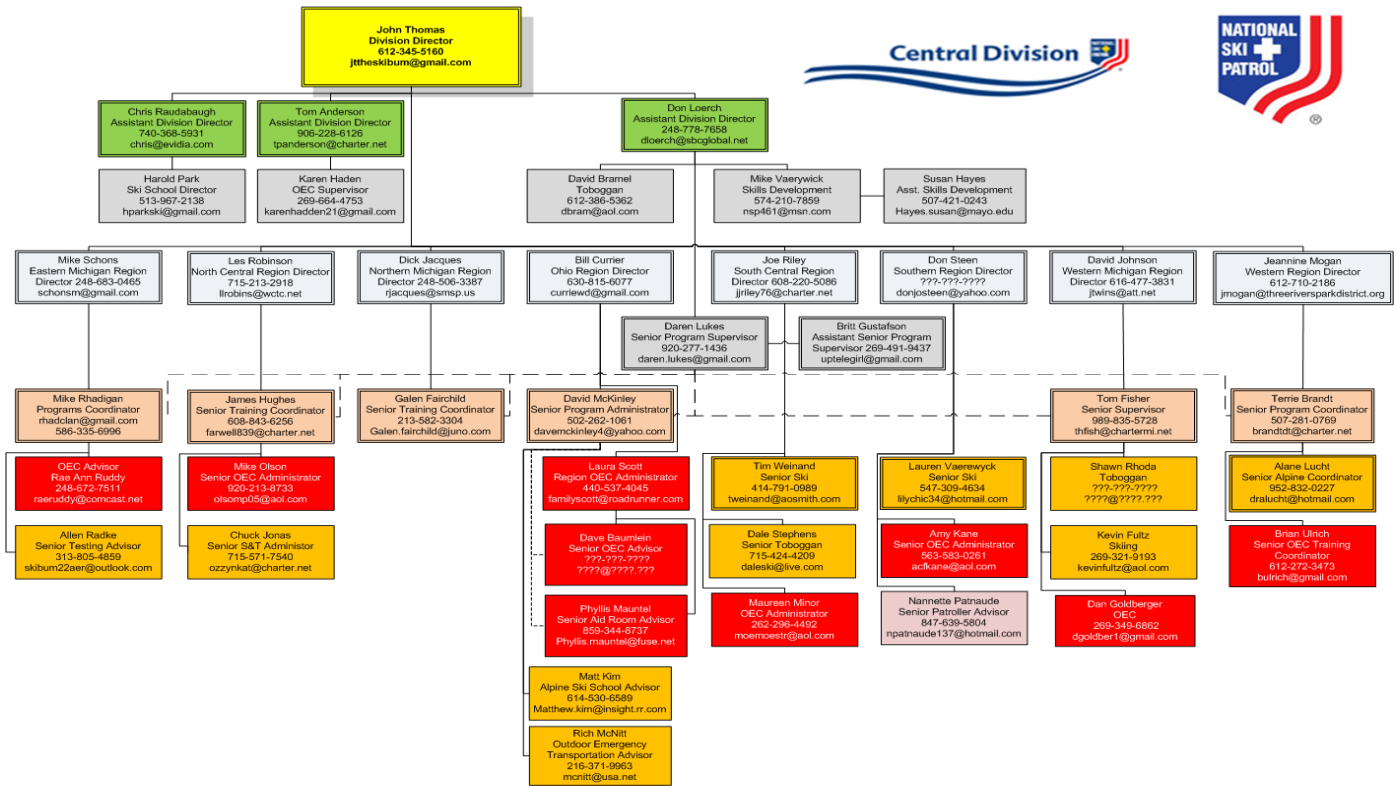 John Thomas
Division Director
612-345-5160
jttheskibum@gmail.com
Central Division
NATIONAL
SKI
PATROL
®
Chris Raudabaugh
Assistant Division Director
740-368-5931
chris@evidia.com
Tom Anderson
Assistant Division Director
906-228-6126
tpanderson@charter.net
Don Loerch
Assistant Division Director
248-778-7658
dloerch@sbcglobal.net
Harold Park
Ski School Director
513-967-2138
hparkski@gmail.com
Karen Haden
OEC Supervisor
269-664-4753
karenhadden21@gmail.com
David Bramel
Toboggan
612-386-5362
dbram@aol.com
Mike Vaerywick
Skills Development
574-210-7859
nsp461@msn.com
Susan Hayes
Asst. Skills Development
507-421-0243
Hayes.susan@mayo.edu
Mike Schons
Eastern Michigan Region
Director 248-683-0465
schonsm@gmail.com
Les Robinson
North Central Region Director
715-213-2918
llrobins@wctc.net
Dick Jacques
Northern Michigan Region
Director 248-506-3387
rjacques@smsp.us
Bill Currier
Ohio Region Director
630-815-6077
curriewd@gmail.com
Joe Riley
South Central Region
Director 608-220-5086
jjriley76@charter.net
Don Steen
Southern Region Director
???-???-????
donjosteen@yahoo.com
David Johnson
Western Michigan Region
Director 616-477-3831
jtwins@att.net
Jeannine Mogan
Western Region Director
612-710-2186
jmogan@threeriversparkdistrict.org
Daren Lukes
Senior Program Supervisor
920-277-1436
daren.lukes@gmail.com
Britt Gustafson
Assistant Senior Program
Supervisor 269-491-9437
uptelegirl@gmail.com
Mike Rhadigan
Programs Coordinator
rhadclan@gmail.com
586-335-6996
James Hughes
Senior Training Coordinator
608-843-6256
farwell839@charter.net
Galen Fairchild
Senior Training Coordinator
213-582-3304
Galen.fairchild@juno.com
David McKinley
Senior Program Administrator
502-262-1061
davemckinley4@yahoo.com
Tom Fisher
Senior Supervisor
989-835-5728
thfish@chartermi.net
Terrie Brandt
Senior Program Coordinator
507-281-0769
brandtdt@charter.net
OEC Advisor
Rae Ann Ruddy
248-672-7511
raeruddy@comcast.net
Mike Olson
Senior OEC Administrator
920-213-8733
olsomp05@aol.com
Laura Scott
Region OEC Administrator
440-537-4045
familyscott@roadrunner.com
Tim Weinand
Senior Ski
414-791-0989
tweinand@aosmith.com
Lauren Vaerewyck
Senior Ski
547-309-4634
lilychic34@hotmail.com
Shawn Rhoda
Toboggan
???-???-????
????@????.???
Alane Lucht
Senior Alpine Coordinator
952-832-0227
dralucht@hotmail.com
Allen Radke
Senior Testing Advisor
313-805-4859
skibum22aer@outlook.com
Chuck Jonas
Senior S&T Administor
715-571-7540
ozzynkat@charter.net
Dave Baumlein
Senior OEC Advisor
???-???-????
????@????.???
Dale Stephens
Senior Toboggan
715-424-4209
daleski@live.com
Amy Kane
Senior OEC Administrator
563-583-0261
acfkane@aol.com
Kevin Fultz
Skiing
269-321-9193
kevinfultz@aol.com
Brian Ulrich
Senior OEC Training
Coordinator
612-272-3473
bulrich@gmail.com
Phyllis Mauntel
Senior Aid Room Advisor
859-344-8737
Phyllis.mauntel@fuse.net
Maureen Minor
OEC Administrator
262-296-4492
moemoestr@aol.com
Nannette Patnaude
Senior Patroller Advisor
847-639-5804
npatnaude137@hotmail.com
Dan Goldberger
OEC
269-349-6862
dgoldber1@gmail.com
Matt Kim
Alpine Ski School Advisor
614-530-6589
Matthew.kim@insight.rr.com
Rich McNitt
Outdoor Emergency
Transportation Advisor
216-371-9963
mcnitt@usa.net